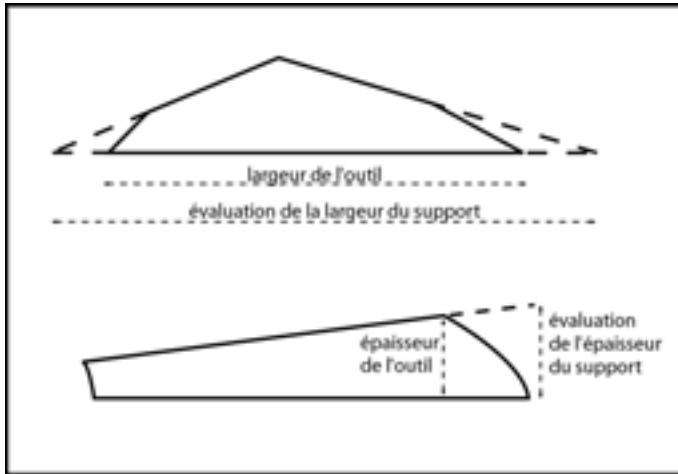 largeur de l'outil
évaluation de la largeur du support
épaisseur
de l'outil
évaluation
de l'épaisseur
du support